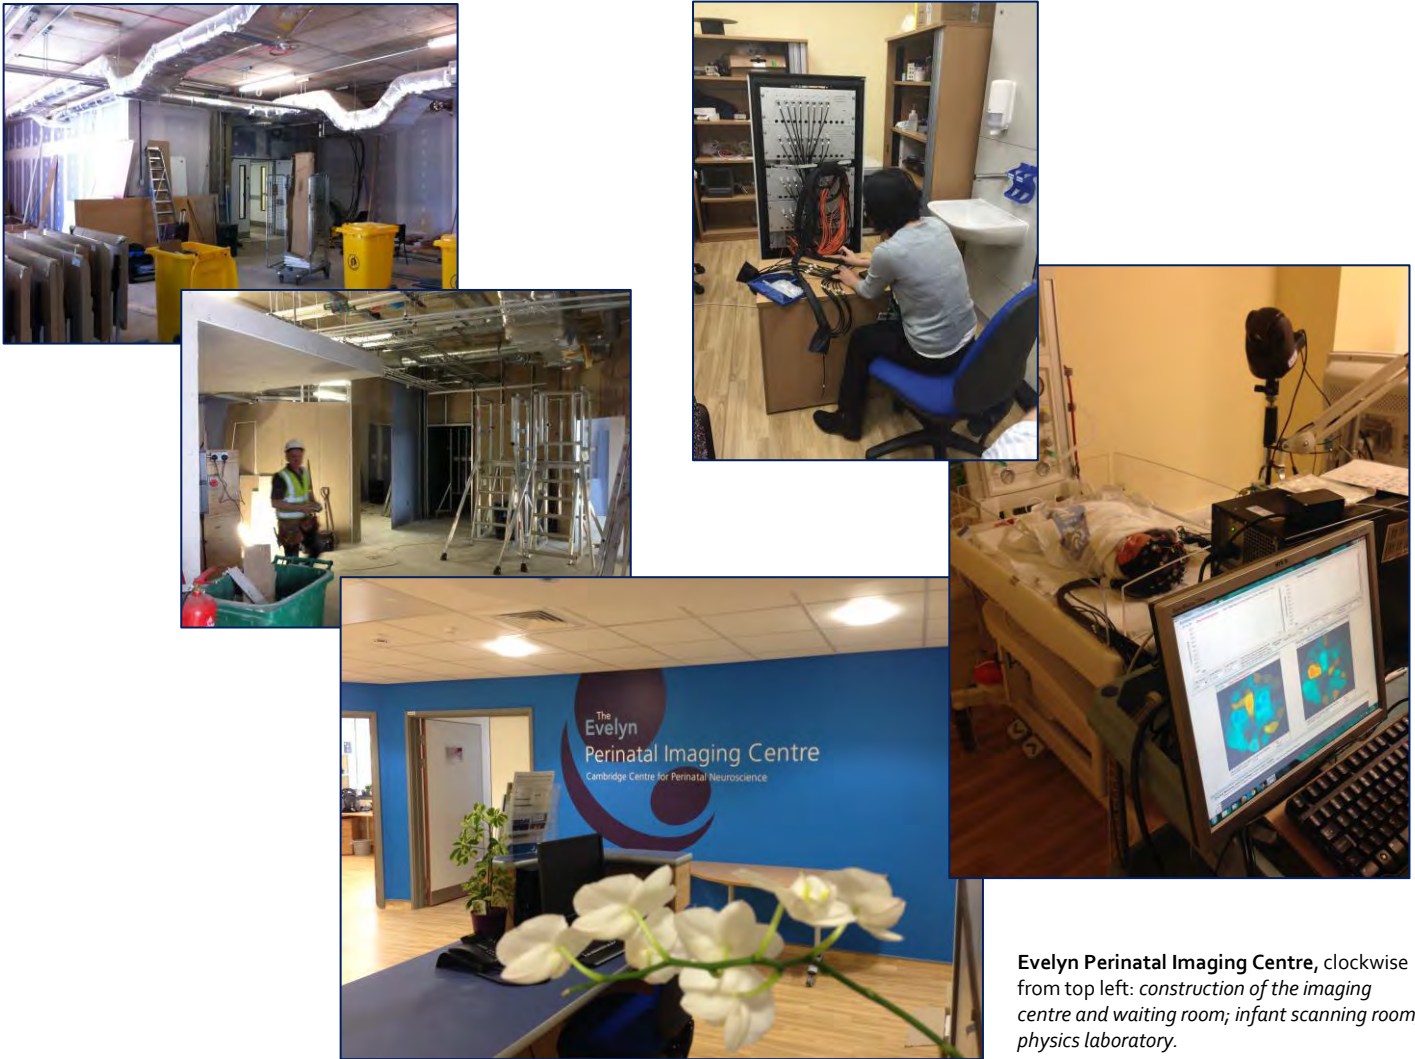 The
Evelyn
Perinatal Imaging Centre
Cambridge Centre for Perinatal Neuroscience
Evelyn Perinatal Imaging Centre, clockwise
from top left: construction of the imaging
centre and waiting room; infant scanning room
physics laboratory.